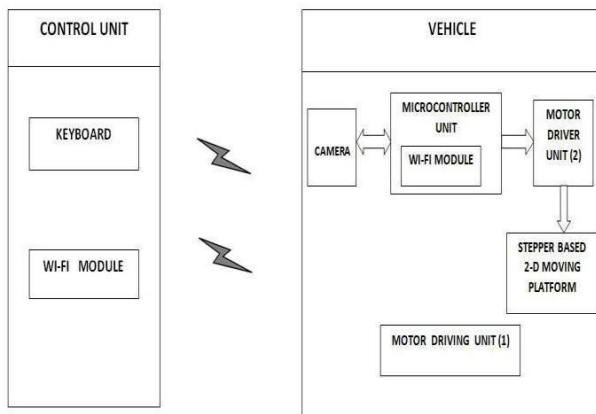 CONTROL UNIT
KEYBOARD
WI-FI MODULE
VEHICLE
CAMERA
MICROCONTROLLER
UNIT
WI-FI MODULE
MOTOR
DRIVER
UNIT (2)
STEPPER BASED
2-D MOVING
PLATFORM
MOTOR DRIVING UNIT (1)